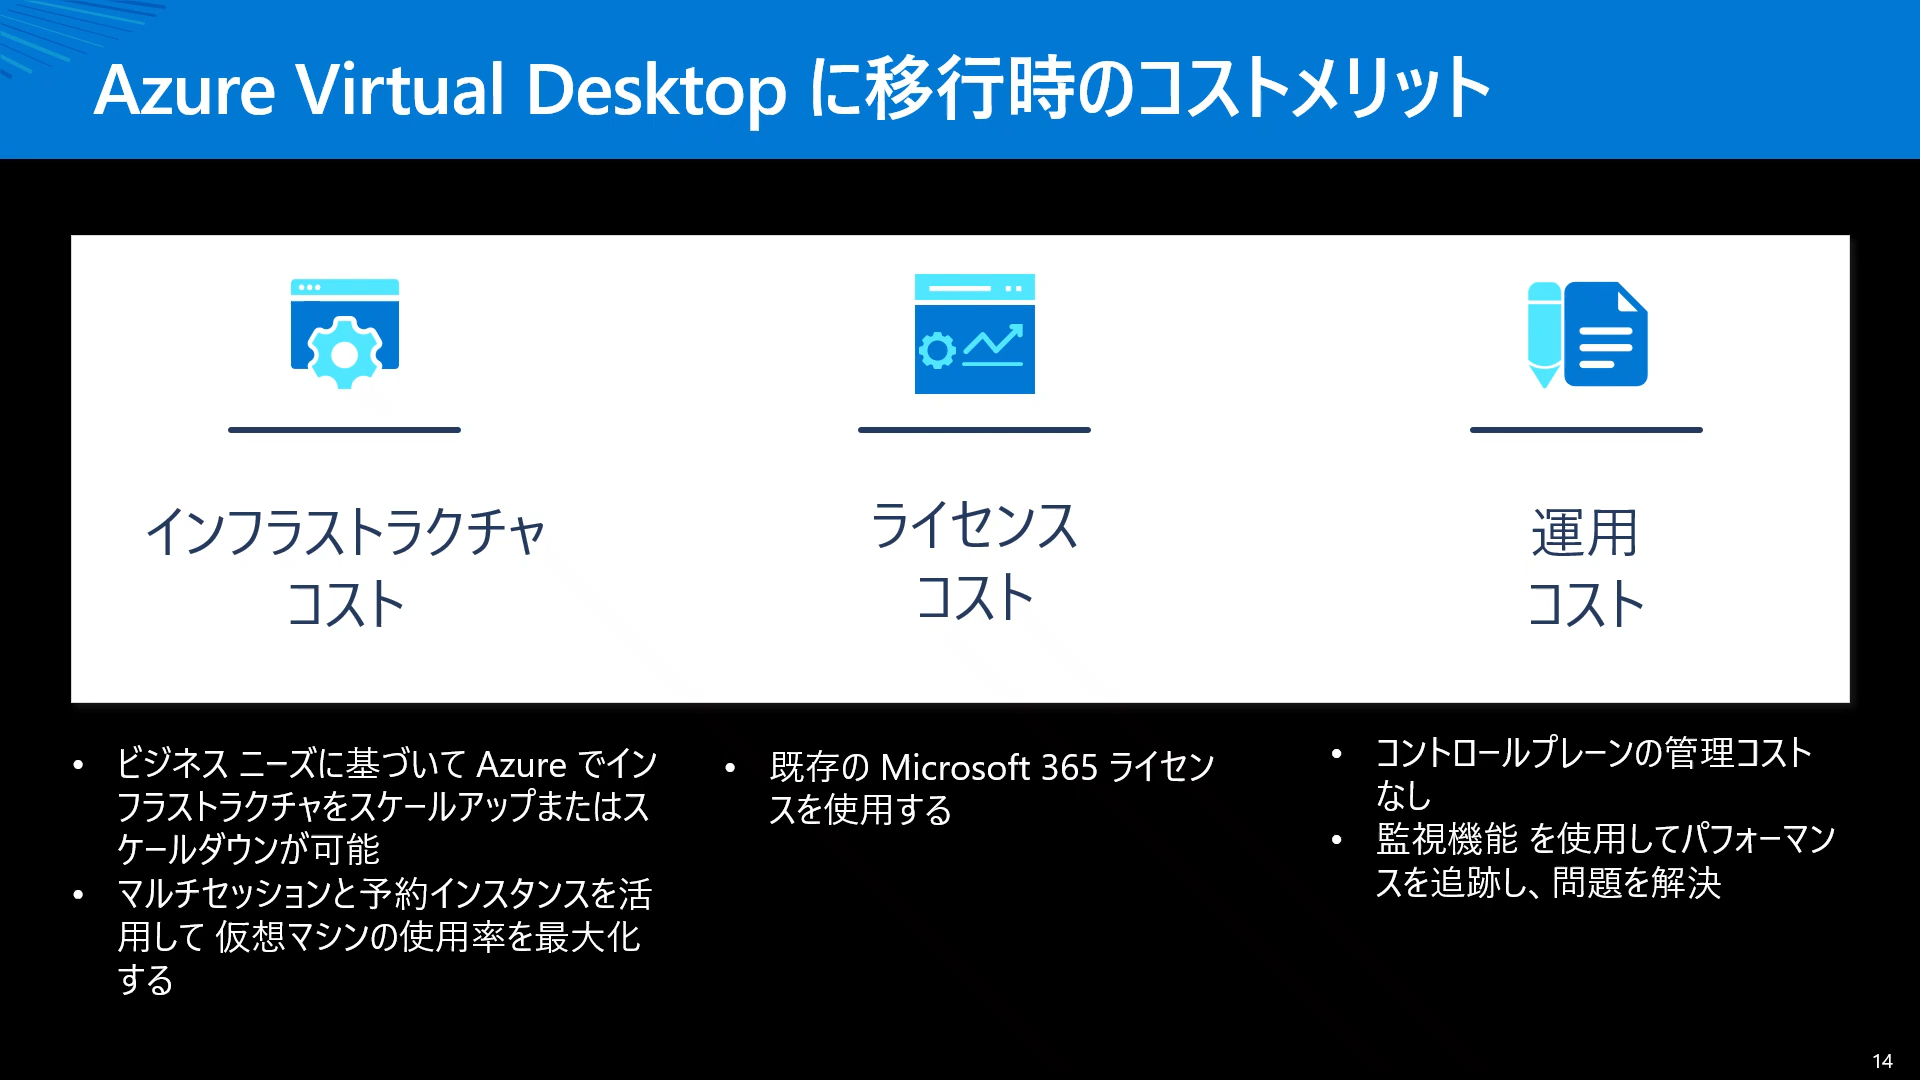 Azure Virtual Desktop に移行時のコストメリット
インフラストラクチャ
コスト
ライセンス
コスト
運用
コスト
• ビジネス ニーズに基づいて Azure でイン
フラストラクチャをスケールアップまたはス
ケールダウンが可能
• マルチセッションと予約インスタンスを活
用して 仮想マシンの使用率を最大化
する
• 既存の Microsoft 365 ライセン
スを使用する
• コントロールプレーンの管理コスト
なし
• 監視機能 を使用してパフォーマン
スを追跡し、問題を解決
14